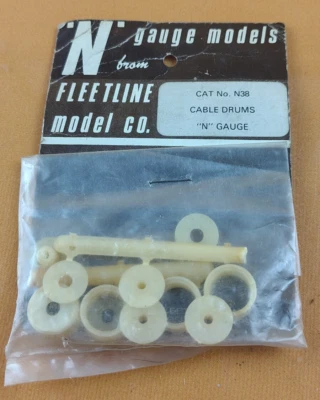 "N" gauge models
from
FLEETLINE
model co.
CAT No. N38
CABLE DRUMS
"N" GAUGE